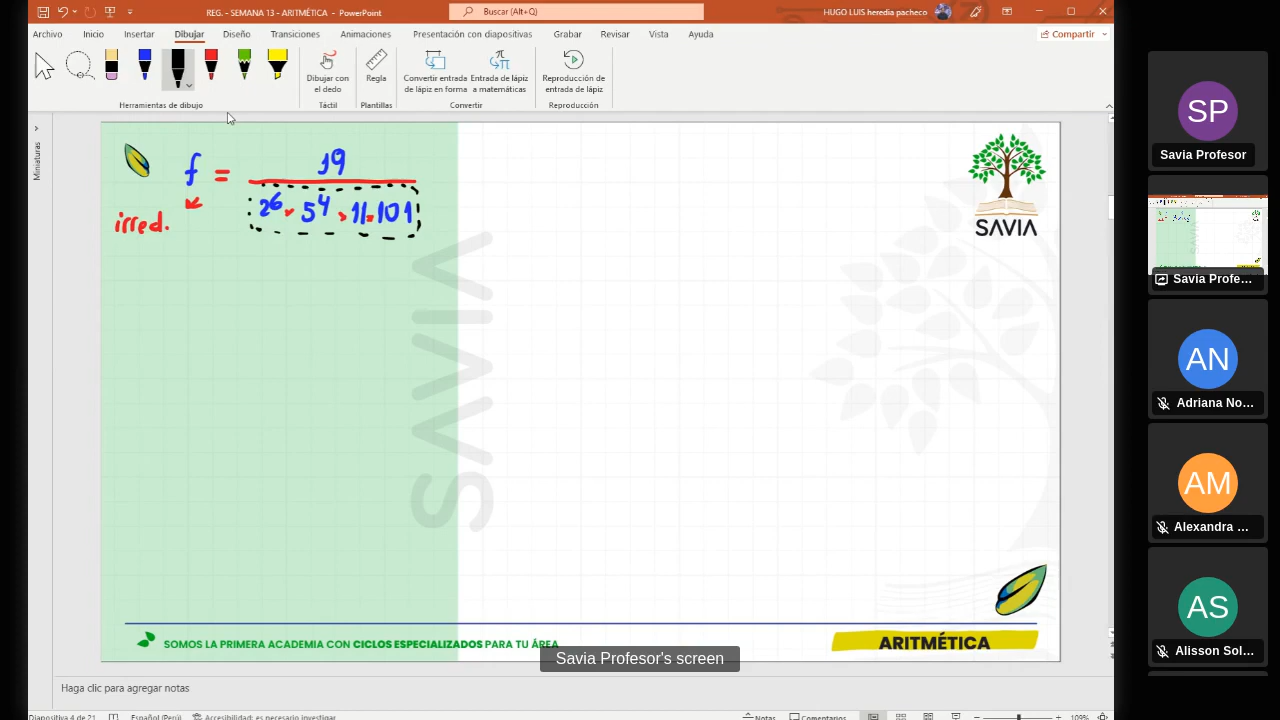 REG. - SEMANA 13 - ARITMÉTICA - PowerPoint
Buscar (Alt+Q)
HUGO LUIS heredia pacheco
Archivo Inicio Insertar Dibujar Diseño Transiciones Animaciones Presentación con diapositivas Grabar Revisar Vista Ayuda
Compartir
Dibujar con el dedo
Regla
Convertir entrada de lápiz en forma
Entrada de lápiz a matemáticas
Reproducción de entrada de lápiz
Herramientas de dibujo Táctil Plantillas Convertir Reproducción
Miniaturas
f = 19 / 2^6 × 5^4 × 11 × 101
irred.
SAVIA
SAVIA
SOMOS LA PRIMERA ACADEMIA CON CICLOS ESPECIALIZADOS PARA TU ÁREA
ARITMÉTICA
Savia Profesor's screen
Haga clic para agregar notas
Diapositiva 4 de 21 Español (Perú) Accesibilidad: es necesario investigar Notas Comentarios 109%
SP
Savia Profesor
Savia Profe...
AN
Adriana No...
AM
Alexandra ...
AS
Alisson Sol...